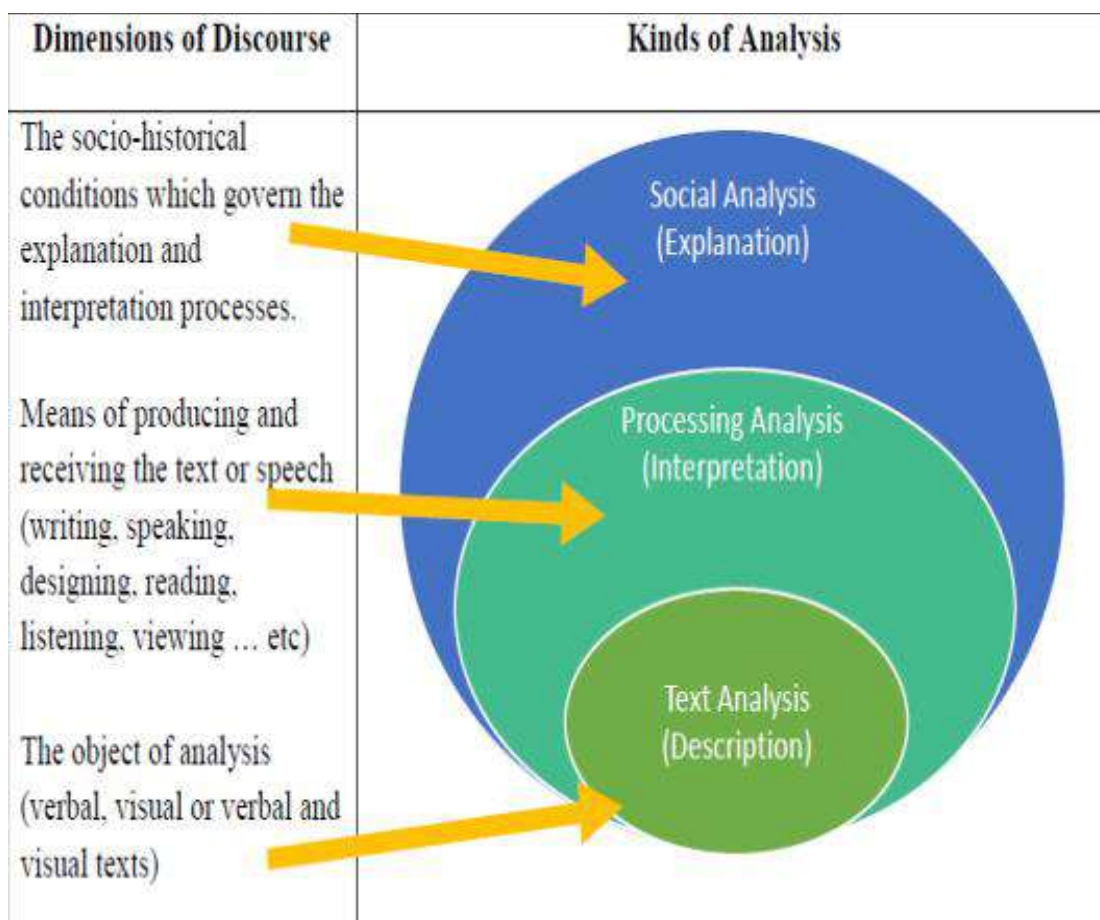 Dimensions of Discourse
Kinds of Analysis
The socio-historical
conditions which govern the
explanation and
interpretation processes.
Means of producing and
receiving the text or speech
(writing, speaking,
designing, reading,
listening, viewing … etc)
The object of analysis
(verbal, visual or verbal and
visual texts)
Social Analysis
(Explanation)
Processing Analysis
(Interpretation)
Text Analysis
(Description)